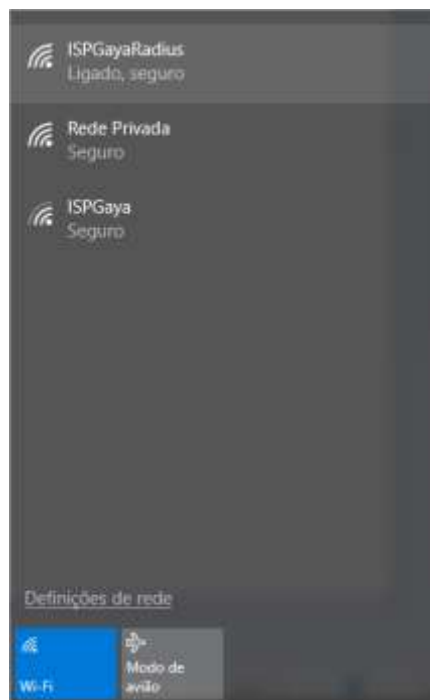 ISPGayaRadius
Ligado, seguro
Rede Privada
Seguro
ISPGaya
Seguro
Definições de rede
Wi-Fi
Modo de
avião